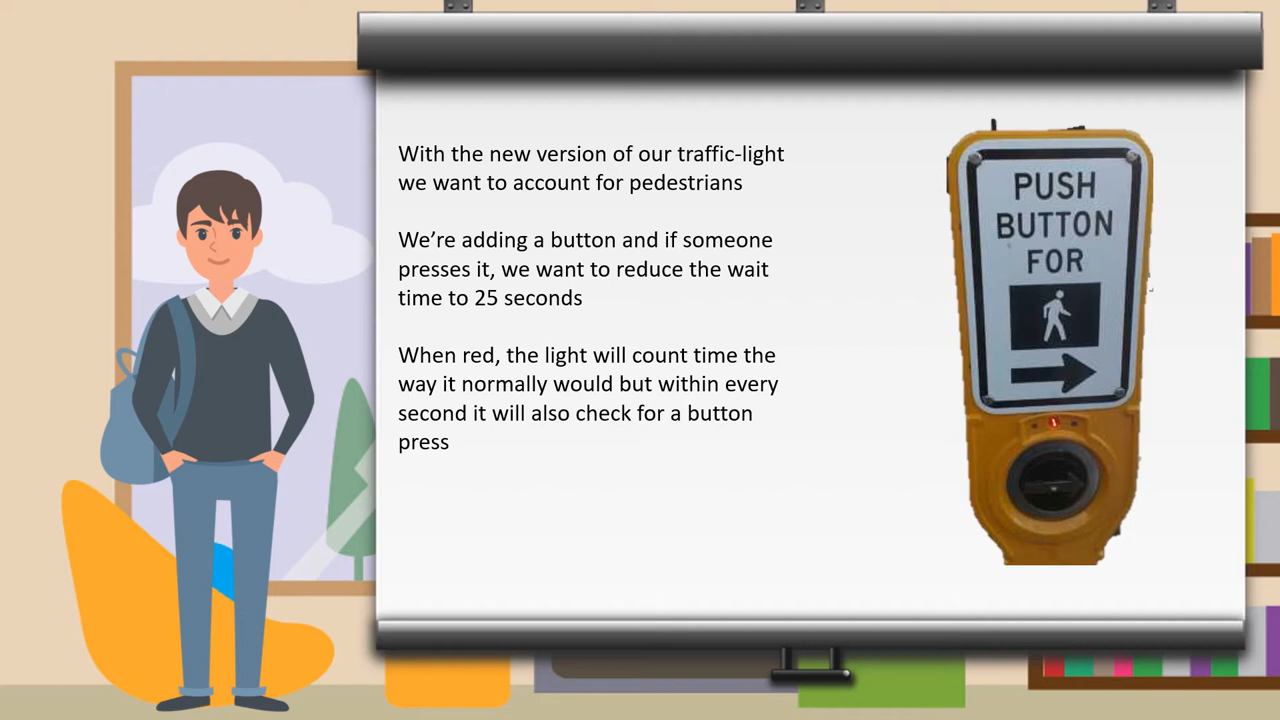 With the new version of our traffic-light
we want to account for pedestrians
We’re adding a button and if someone
presses it, we want to reduce the wait
time to 25 seconds
When red, the light will count time the
way it normally would but within every
second it will also check for a button
press
PUSH
BUTTON
FOR